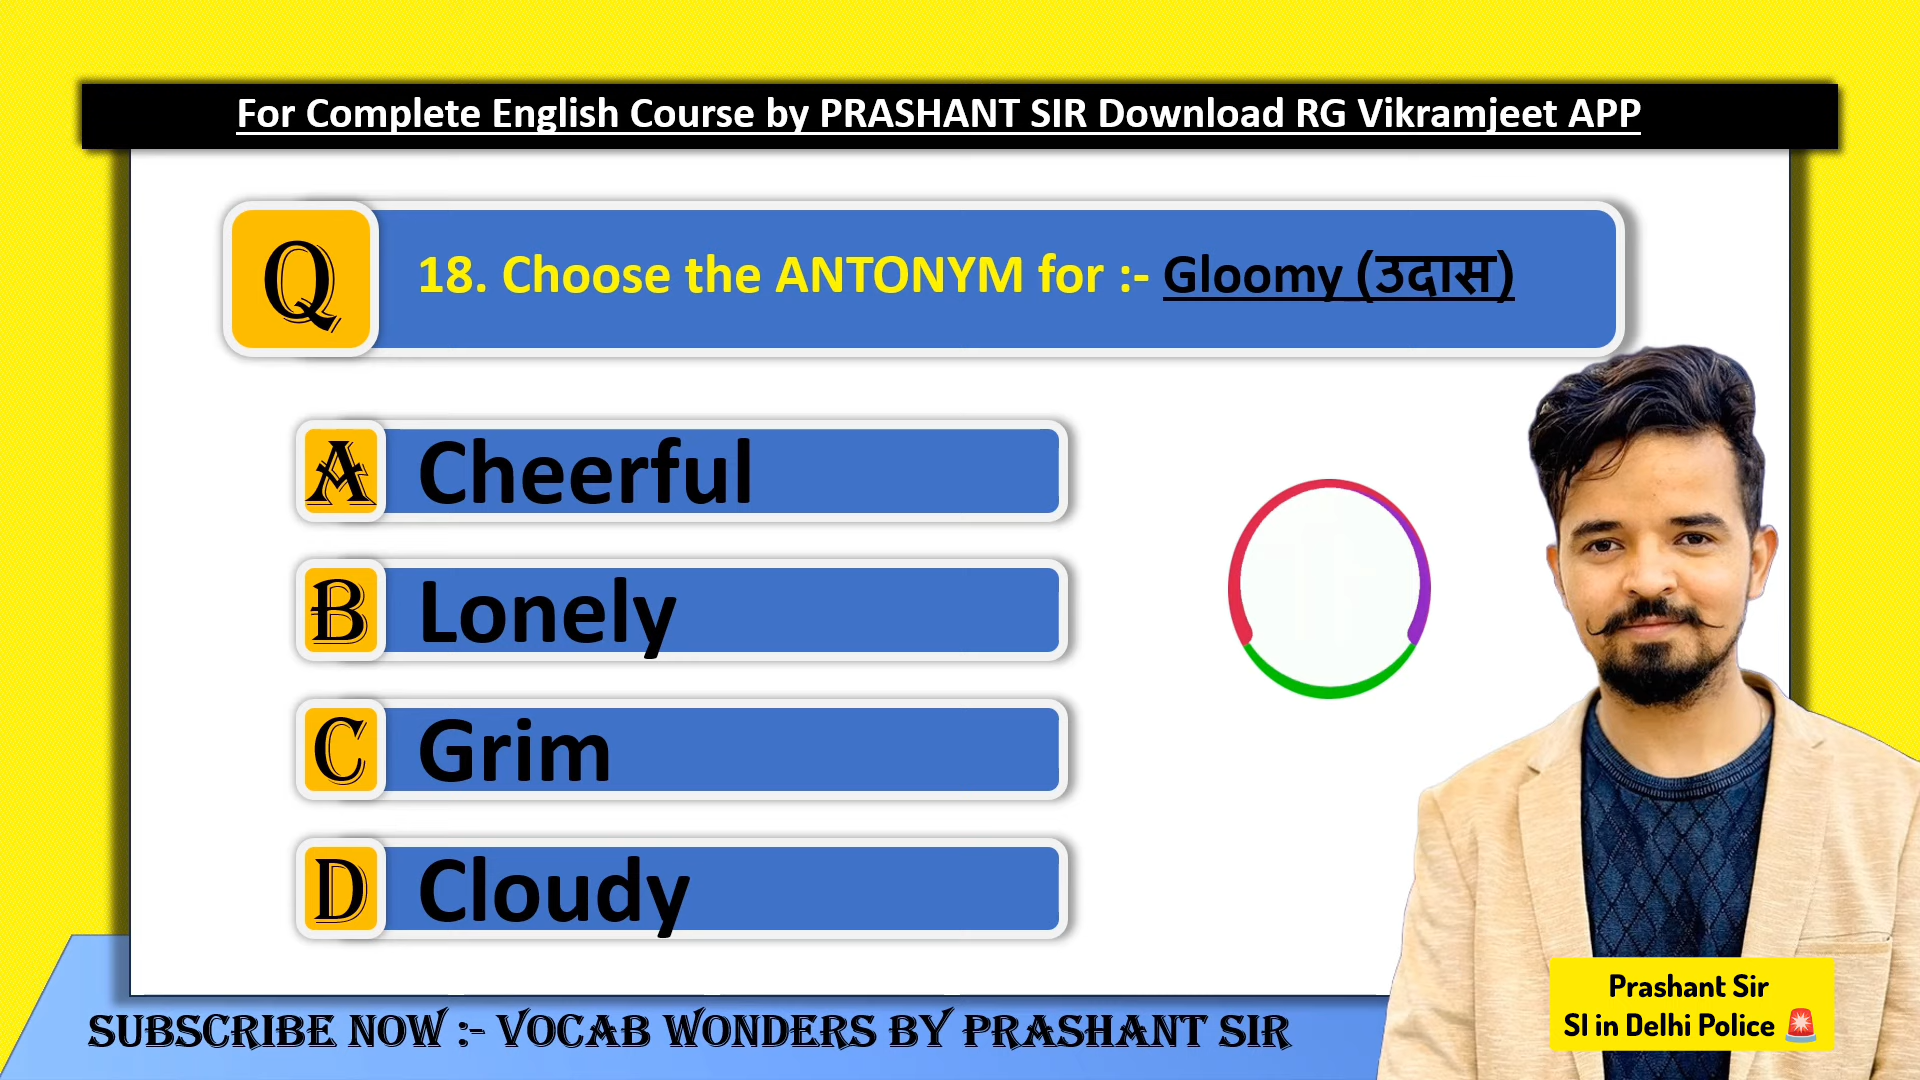 For Complete English Course by PRASHANT SIR Download RG Vikramjeet APP
Q
18. Choose the ANTONYM for :- Gloomy (उदास)
A Cheerful
B Lonely
C Grim
D Cloudy
Prashant Sir
SI in Delhi Police 🚨
SUBSCRIBE NOW :- VOCAB WONDERS BY PRASHANT SIR